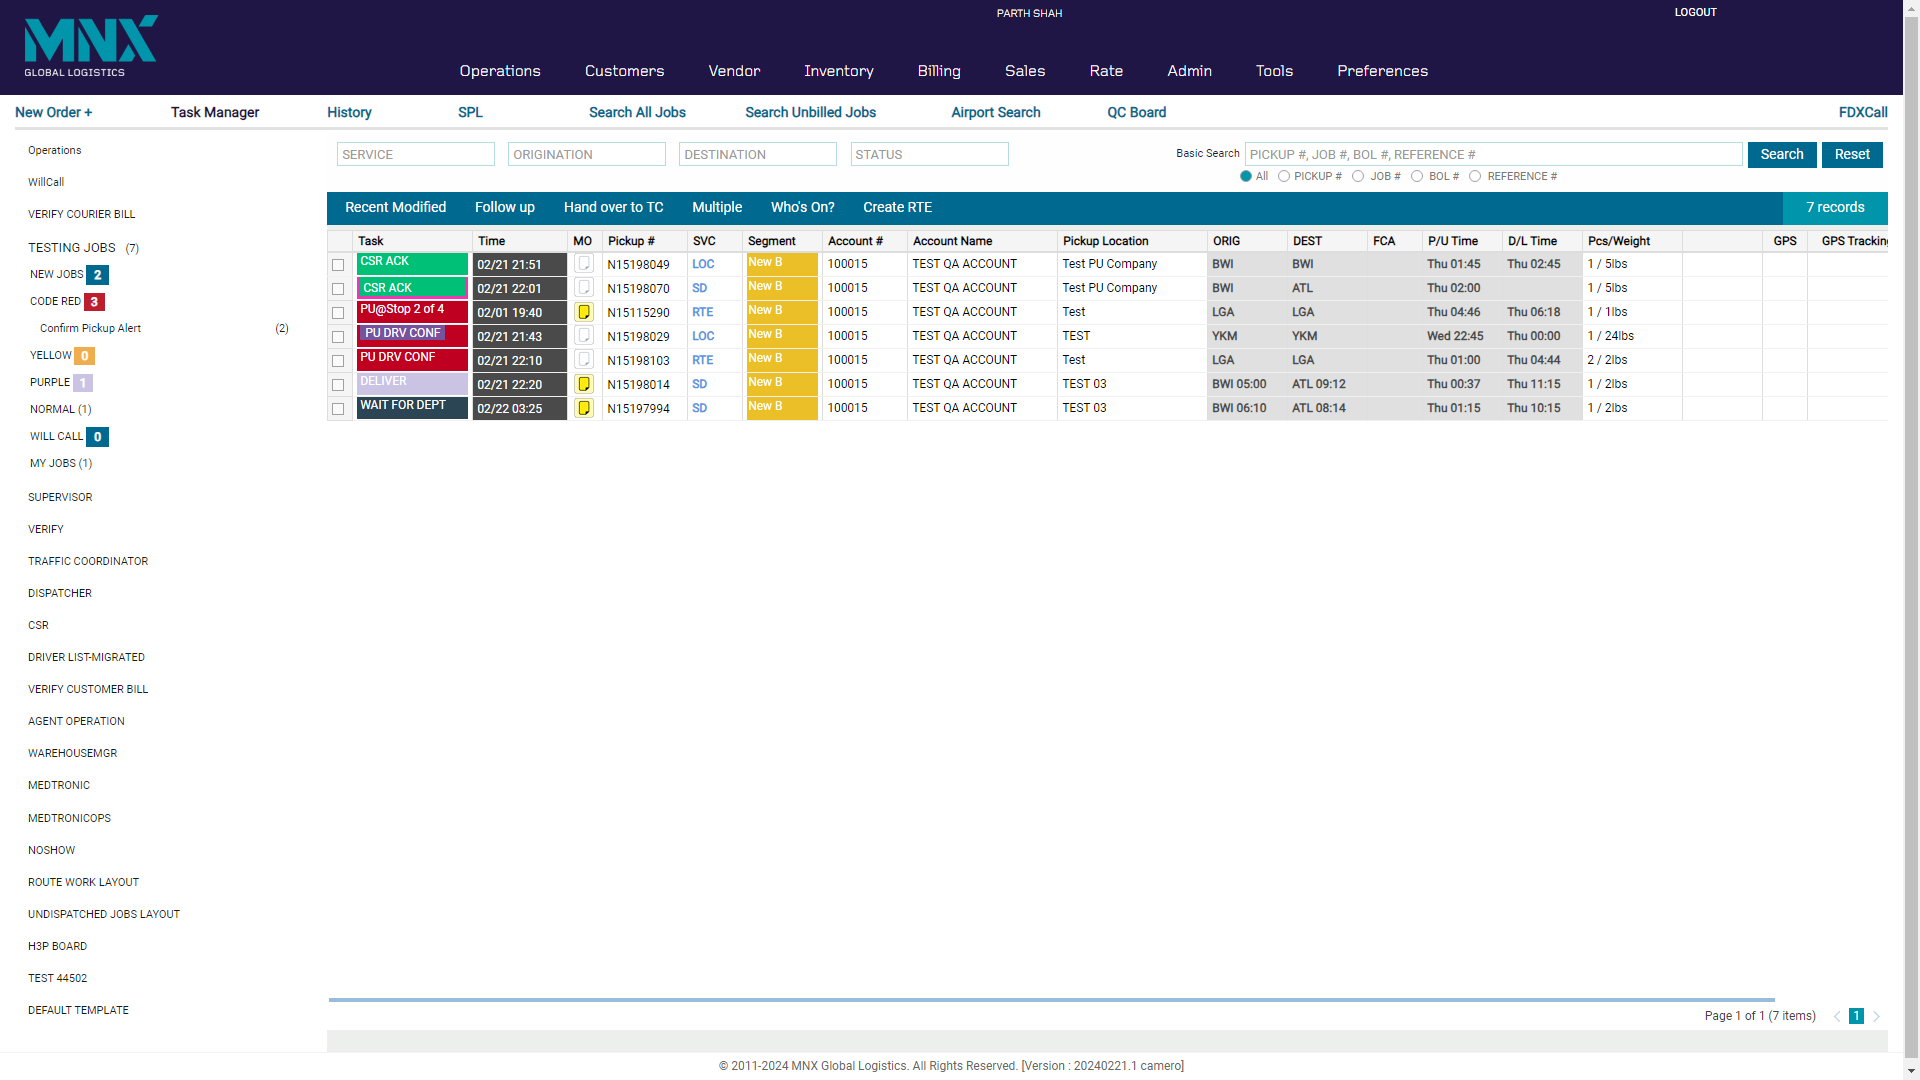 PARTH SHAH
LOGOUT
MNX
GLOBAL LOGISTICS
Operations Customers Vendor Inventory Billing Sales Rate Admin Tools Preferences
New Order + Task Manager History SPL Search All Jobs Search Unbilled Jobs Airport Search QC Board FDXCall
Operations
WillCall
VERIFY COURIER BILL
TESTING JOBS (7)
NEW JOBS 2
CODE RED 3
Confirm Pickup Alert (2)
YELLOW 0
PURPLE 1
NORMAL (1)
WILL CALL 0
MY JOBS (1)
SUPERVISOR
VERIFY
TRAFFIC COORDINATOR
DISPATCHER
CSR
DRIVER LIST-MIGRATED
VERIFY CUSTOMER BILL
AGENT OPERATION
WAREHOUSEMGR
MEDTRONIC
MEDTRONICOPS
NOSHOW
ROUTE WORK LAYOUT
UNDISPATCHED JOBS LAYOUT
H3P BOARD
TEST 44502
DEFAULT TEMPLATE
SERVICE ORIGINATION DESTINATION STATUS Basic Search PICKUP #, JOB #, BOL #, REFERENCE # Search Reset
All PICKUP # JOB # BOL # REFERENCE #
Recent Modified Follow up Hand over to TC Multiple Who's On? Create RTE 7 records
Task Time MO Pickup # SVC Segment Account # Account Name Pickup Location ORIG DEST FCA P/U Time D/L Time Pcs/Weight GPS GPS Tracking
CSR ACK 02/21 21:51 N15198049 LOC New B 100015 TEST QA ACCOUNT Test PU Company BWI BWI Thu 01:45 Thu 02:45 1 / 5lbs
CSR ACK 02/21 22:01 N15198070 SD New B 100015 TEST QA ACCOUNT Test PU Company BWI ATL Thu 02:00 1 / 5lbs
PU@Stop 2 of 4 02/01 19:40 N15115290 RTE New B 100015 TEST QA ACCOUNT Test LGA LGA Thu 04:46 Thu 06:18 1 / 1lbs
PU DRV CONF 02/21 21:43 N15198029 LOC New B 100015 TEST QA ACCOUNT TEST YKM YKM Wed 22:45 Thu 00:00 1 / 24lbs
PU DRV CONF 02/21 22:10 N15198103 RTE New B 100015 TEST QA ACCOUNT Test LGA LGA Thu 01:00 Thu 04:44 2 / 2lbs
DELIVER 02/21 22:20 N15198014 SD New B 100015 TEST QA ACCOUNT TEST 03 BWI 05:00 ATL 09:12 Thu 00:37 Thu 11:15 1 / 2lbs
WAIT FOR DEPT 02/22 03:25 N15197994 SD New B 100015 TEST QA ACCOUNT TEST 03 BWI 06:10 ATL 08:14 Thu 01:15 Thu 10:15 1 / 2lbs
Page 1 of 1 (7 items) 1
© 2011-2024 MNX Global Logistics. All Rights Reserved. [Version : 20240221.1 camero]